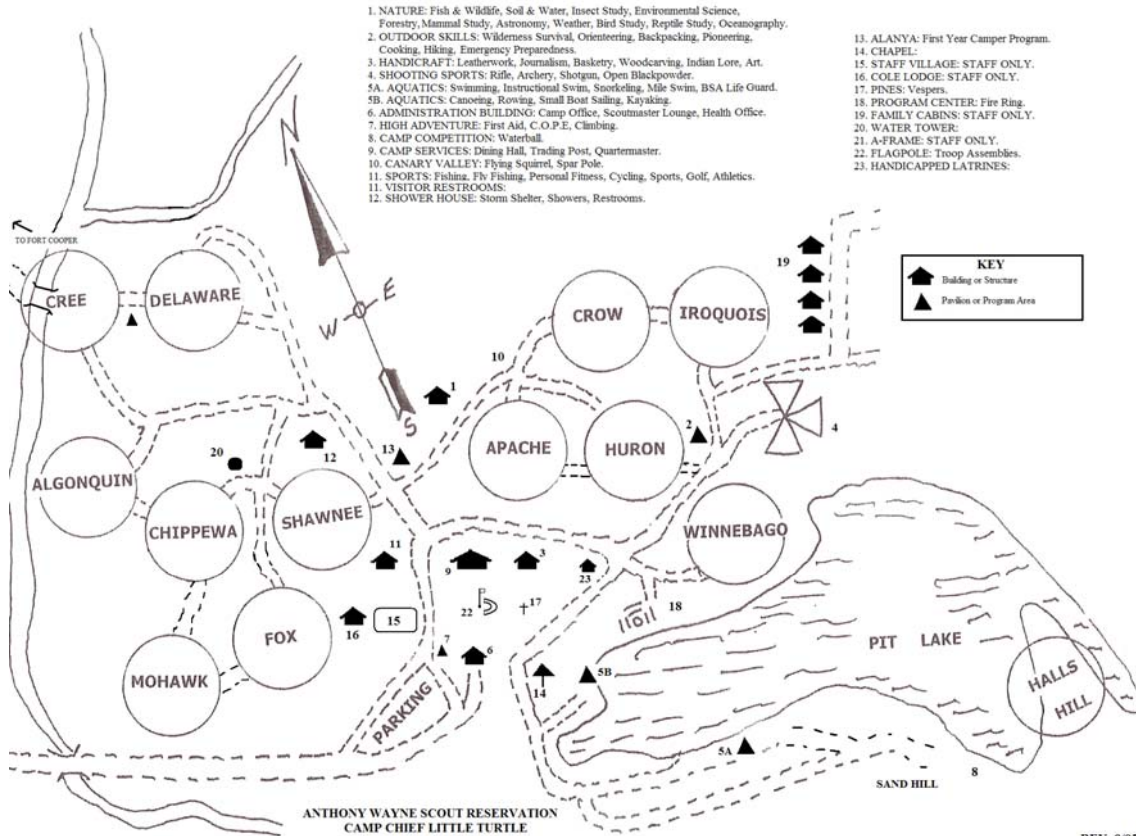 1. NATURE: Fish & Wildlife, Soil & Water, Insect Study, Environmental Science,
Forestry, Mammal Study, Astronomy, Weather, Bird Study, Reptile Study, Oceanography.
2. OUTDOOR SKILLS: Wilderness Survival, Orienteering, Backpacking, Pioneering,
Cooking, Hiking, Emergency Preparedness.
3. HANDICRAFT: Leatherwork, Journalism, Basketry, Woodcarving, Indian Lore, Art.
4. SHOOTING SPORTS: Rifle, Archery, Shotgun, Open Blackpowder.
5A. AQUATICS: Swimming, Instructional Swim, Snorkeling, Mile Swim, BSA Life Guard.
5B. AQUATICS: Canoeing, Rowing, Small Boat Sailing, Kayaking.
6. ADMINISTRATION BUILDING: Camp Office, Scoutmaster Lounge, Health Office.
7. HIGH ADVENTURE: First Aid, C.O.P.E, Climbing.
8. CAMP COMPETITION: Waterball.
9. CAMP SERVICES: Dining Hall, Trading Post, Quartermaster.
10. CANARY VALLEY: Flying Squirrel, Spar Pole.
11. SPORTS: Fishing, Fly Fishing, Personal Fitness, Cycling, Sports, Golf, Athletics.
11. VISITOR RESTROOMS:
12. SHOWER HOUSE: Storm Shelter, Showers, Restrooms.
13. ALANYA: First Year Camper Program.
14. CHAPEL:
15. STAFF VILLAGE: STAFF ONLY.
16. COLE LODGE: STAFF ONLY.
17. PINES: Vespers.
18. PROGRAM CENTER: Fire Ring.
19. FAMILY CABINS: STAFF ONLY.
20. WATER TOWER:
21. A-FRAME: STAFF ONLY.
22. FLAGPOLE: Troop Assemblies.
23. HANDICAPPED LATRINES:
N
E
W
S
TO FORT COOPER
CREE
DELAWARE
CROW
IROQUOIS
19
KEY
Building or Structure
Pavilion or Program Area
10
1
APACHE
HURON
2
4
13
12
20
ALGONQUIN
CHIPPEWA
SHAWNEE
WINNEBAGO
11
9
3
23
22
17
18
16
15
FOX
MOHAWK
7
6
PARKING
14
5B
PIT LAKE
HALLS
HILL
5A
SAND HILL
8
ANTHONY WAYNE SCOUT RESERVATION
CAMP CHIEF LITTLE TURTLE